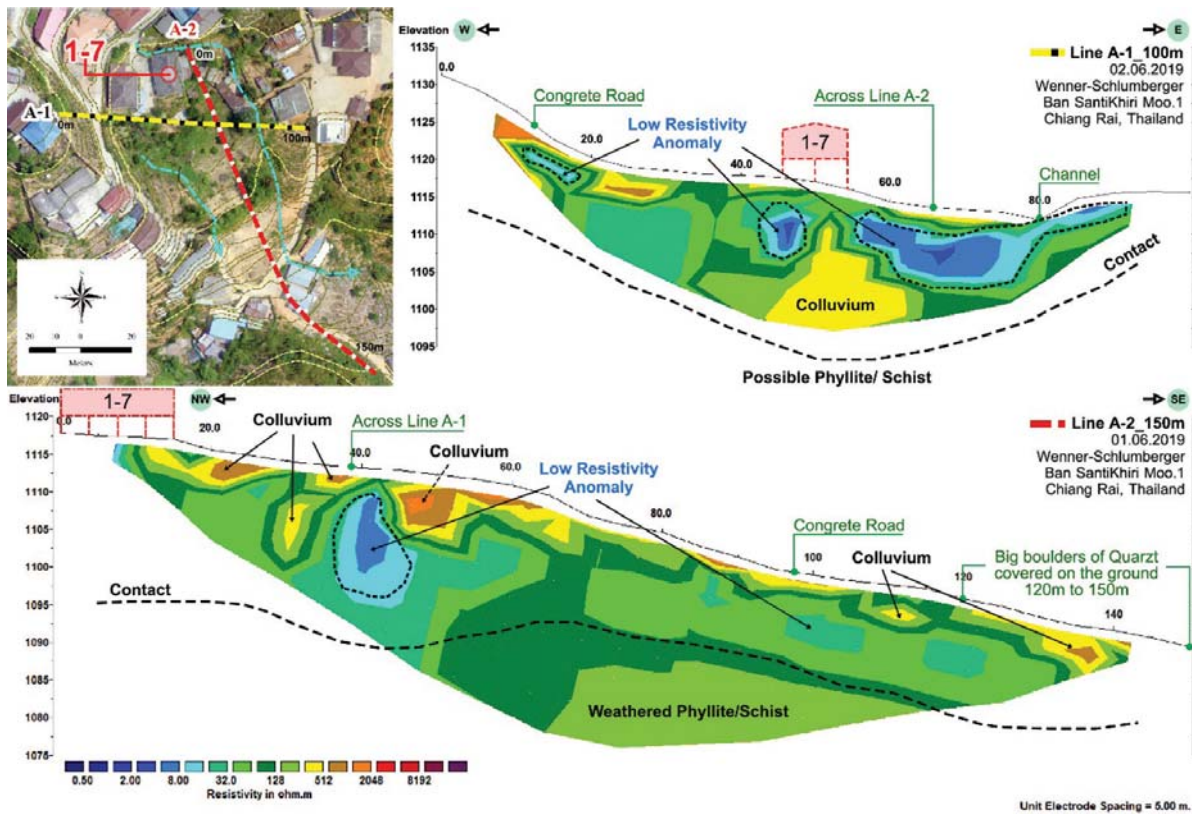 A-2
1-7
0m
A-1
0m
100m
150m
20 10 0 20
Meters
Elevation
W
E
1135
1130
1125
1120
1115
1110
1105
1100
1095
0.0
20.0
40.0
60.0
80.0
Congrete Road
Low Resistivity
Anomaly
Across Line A-2
1-7
Channel
Contact
Colluvium
Possible Phyllite/ Schist
Line A-1_100m
02.06.2019
Wenner-Schlumberger
Ban SantiKhiri Moo.1
Chiang Rai, Thailand
Elevation
NW
SE
1-7
1120
1115
1110
1105
1100
1095
1090
1085
1080
1075
0.0
20.0
40.0
60.0
80.0
100
120
140
Colluvium
Across Line A-1
Colluvium
Low Resistivity
Anomaly
Congrete Road
Colluvium
Big boulders of Quarzt
covered on the ground
120m to 150m
Contact
Weathered Phyllite/Schist
Line A-2_150m
01.06.2019
Wenner-Schlumberger
Ban SantiKhiri Moo.1
Chiang Rai, Thailand
0.50 2.00 8.00 32.0 128 512 2048 8192
Resistivity in ohm.m
Unit Electrode Spacing = 5.00 m.